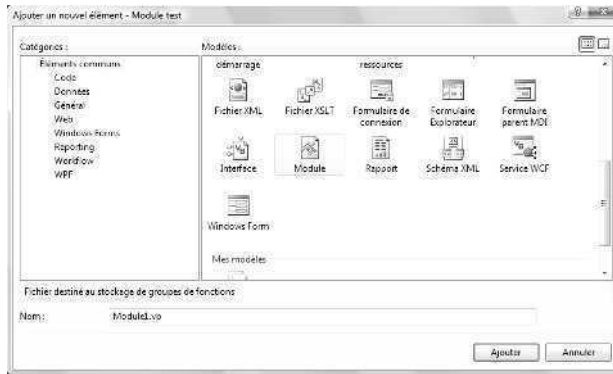 Ajouter un nouvel élément - Module test
Catégories :
Modèles :
Éléments communs
Code
Données
Général
Web
Windows Forms
Reporting
Workflow
WPF
démarrage
ressources
Fichier XML
Fichier XSLT
Formulaire de connexion
Formulaire Explorateur
Formulaire parent MDI
Interface
Module
Rapport
Schéma XML
Service WCF
Windows Form
Mes modèles
Fichier destiné au stockage de groupes de fonctions
Nom :
Module1.vb
Ajouter
Annuler